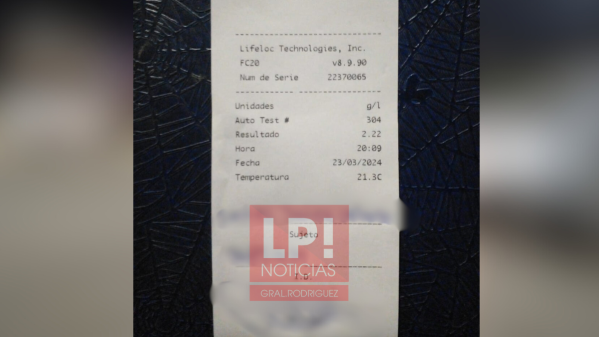 Lifeloc Technologies, Inc.
FC20 v8.9.90
Num de Serie 22370065
Unidades g/l
Auto Test # 304
Resultado 2.22
Hora 20:09
Fecha 23/03/2024
Temperatura 21.3C
Sujeto
LP!
NOTICIAS
GRAL.RODRIGUEZ